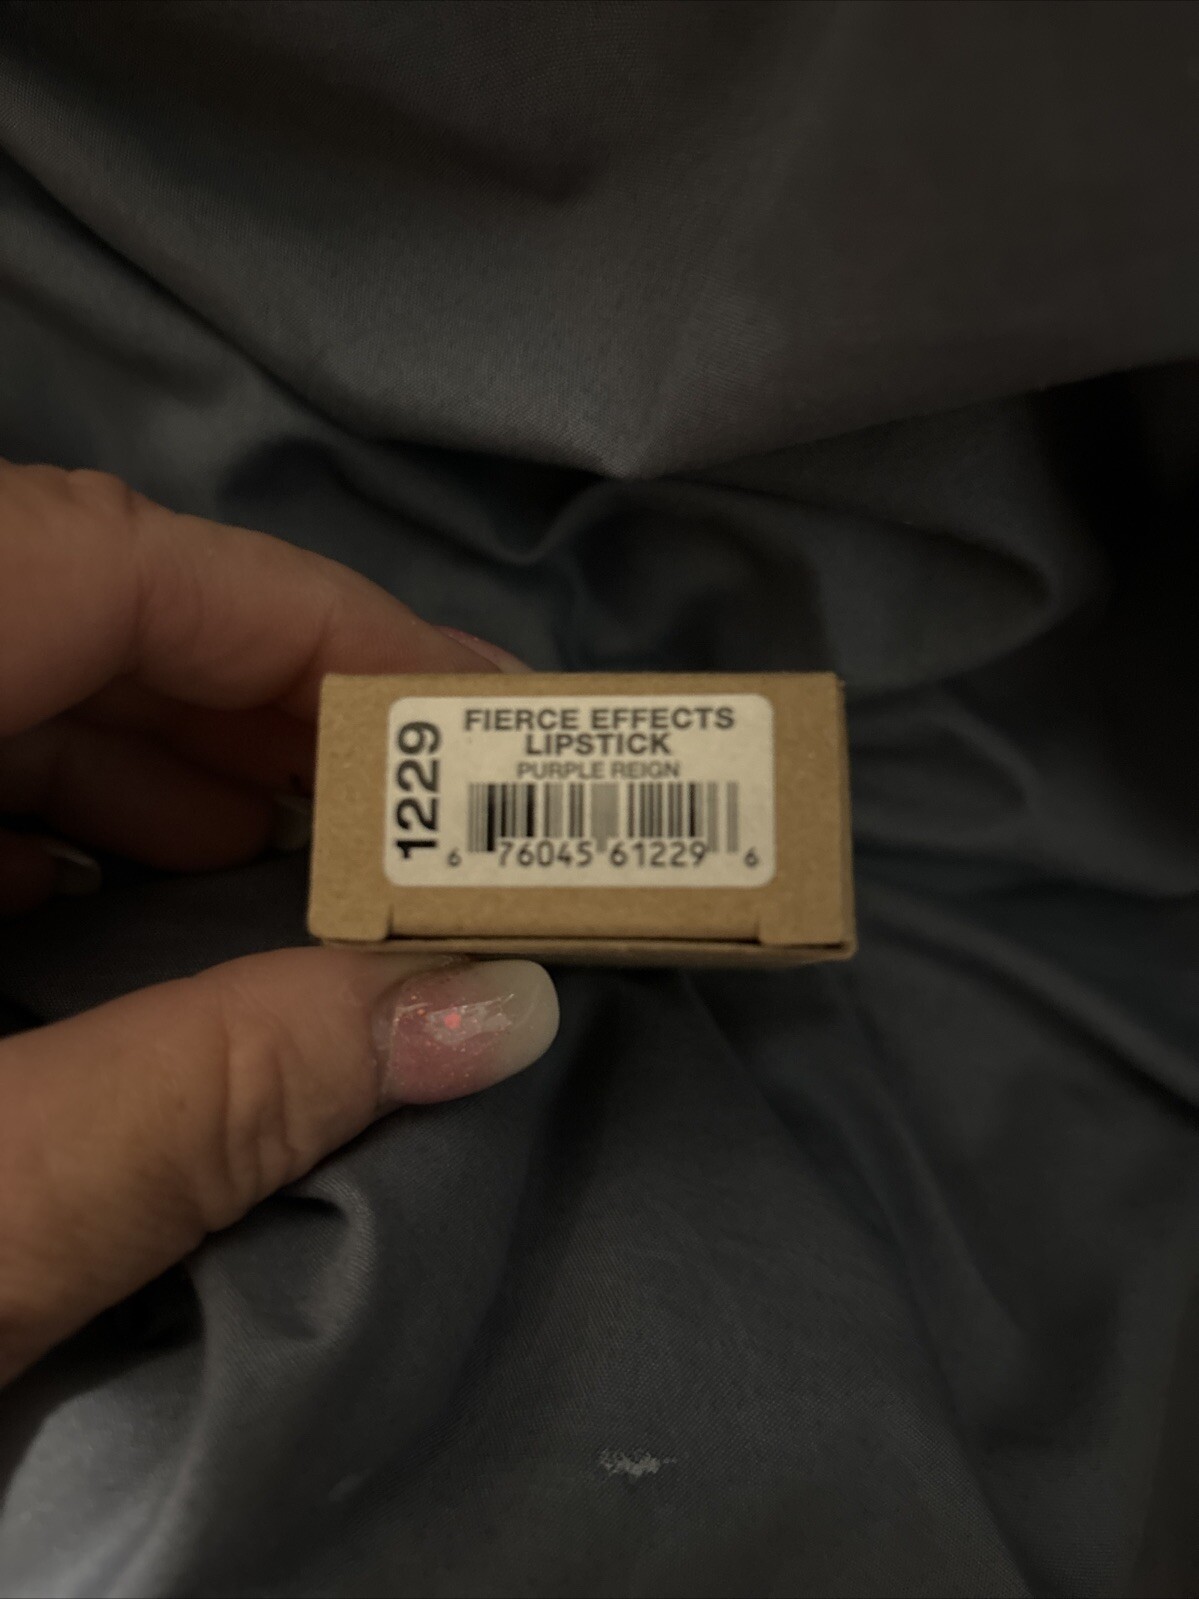 1229
FIERCE EFFECTS
LIPSTICK
PURPLE REIGN
6 76045 61229 6